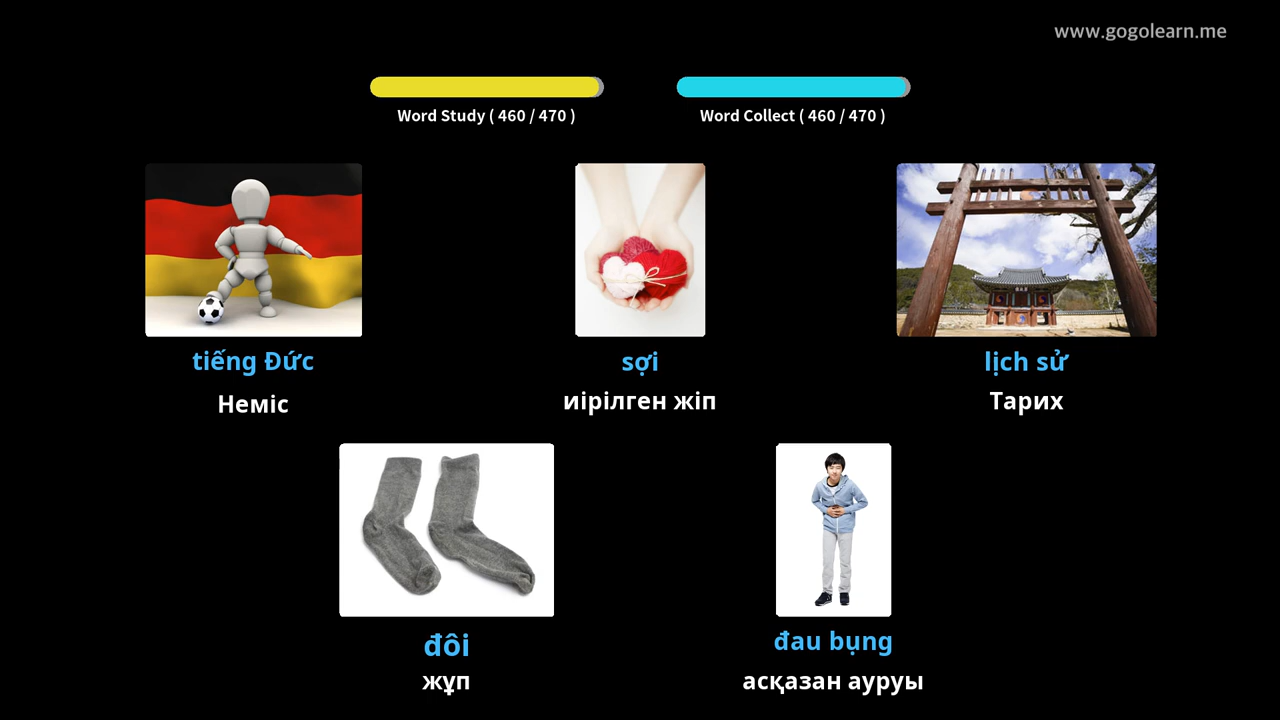 www.gogolearn.me
Word Study ( 460 / 470 )
Word Collect ( 460 / 470 )
tiếng Đức
Неміс
sợi
иірілген жіп
lịch sử
Тарих
đôi
жұп
đau bụng
асқазан ауруы